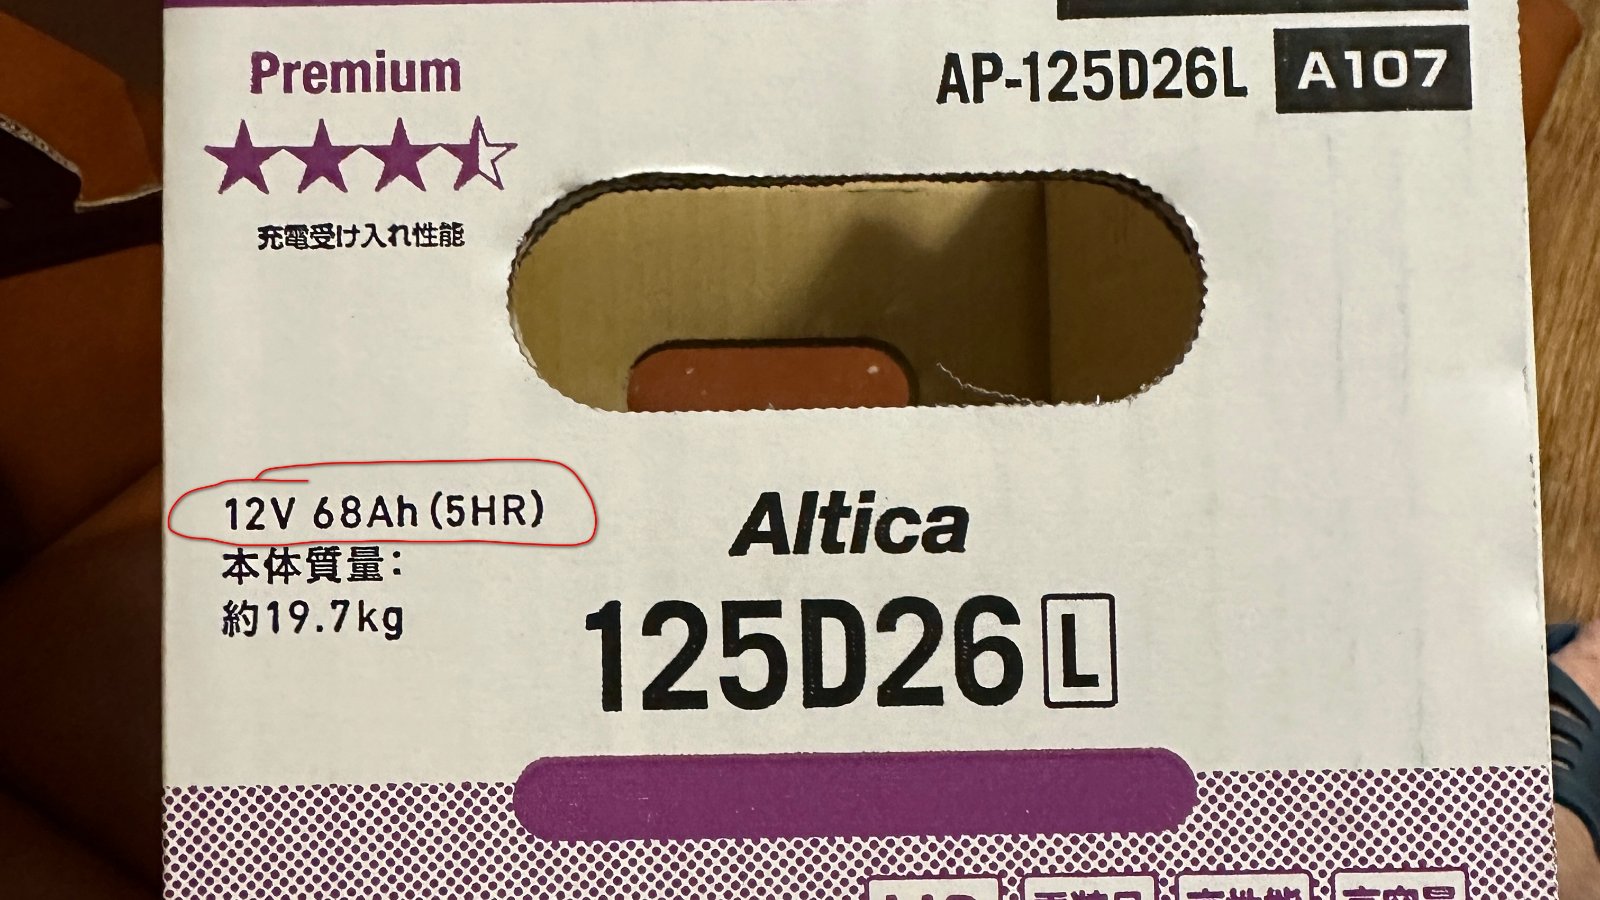 Premium
AP-125D26L A107
充電受け入れ性能
12V 68Ah (5HR)
本体質量:
約19.7kg
Altica
125D26 L